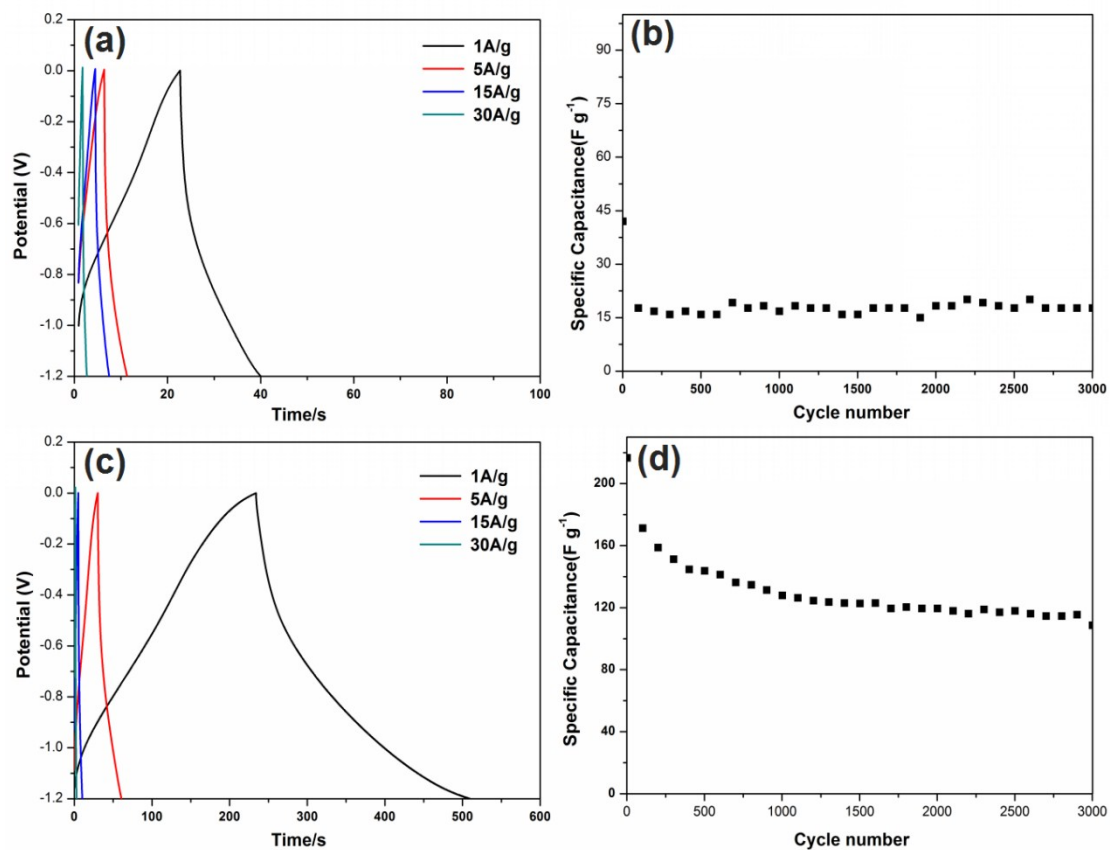 (a)
1A/g
5A/g
15A/g
30A/g
0.2
0.0
-0.2
-0.4
-0.6
-0.8
-1.0
-1.2
Potential (V)
0 20 40 60 80 100
Time/s
(b)
90
75
60
45
30
15
0
Specific Capacitance(F g-1)
0 500 1000 1500 2000 2500 3000
Cycle number
(c)
1A/g
5A/g
15A/g
30A/g
0.2
0.0
-0.2
-0.4
-0.6
-0.8
-1.0
-1.2
Potential (V)
0 100 200 300 400 500 600
Time/s
(d)
200
160
120
80
40
0
Specific Capacitance(F g-1)
0 500 1000 1500 2000 2500 3000
Cycle number